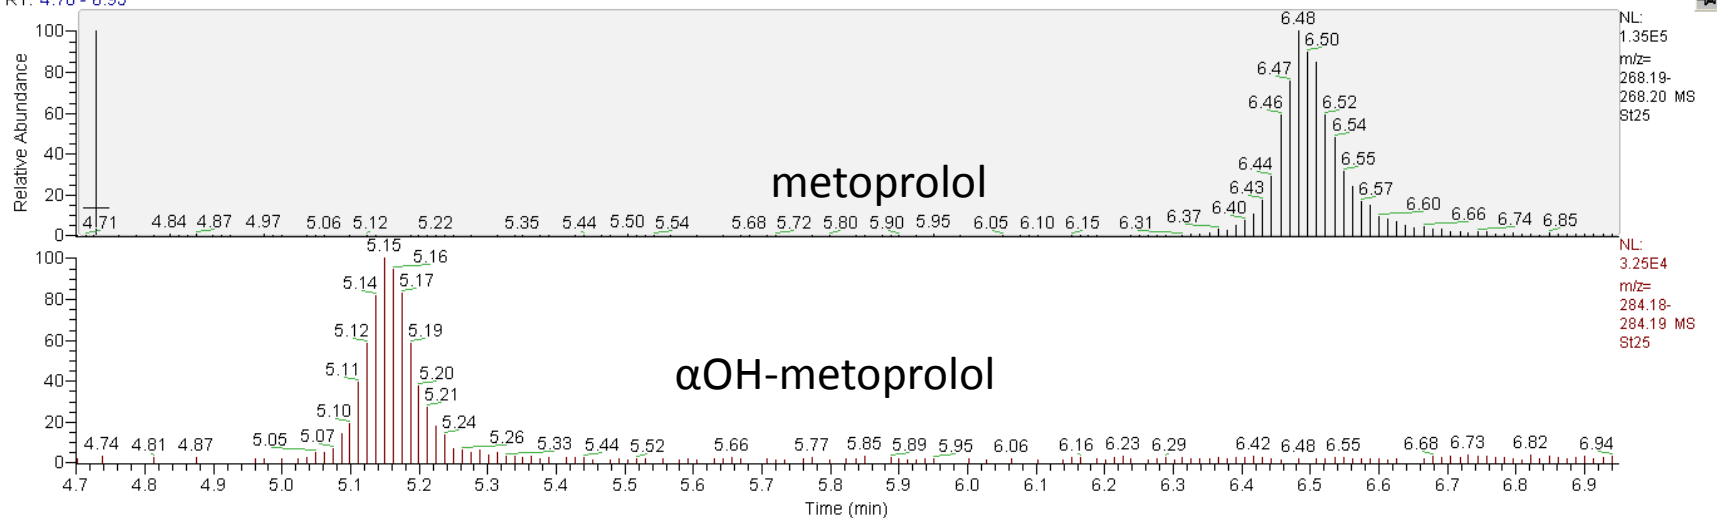 RT: 4.70 - 6.95
Relative Abundance
100
80
60
40
20
0
4.71 4.84 4.87 4.97 5.06 5.12 5.22 5.35 5.44 5.50 5.54 5.68 5.72 5.80 5.90 5.95 6.05 6.10 6.15 6.31 6.37 6.40 6.43 6.44 6.46 6.47 6.48 6.50 6.52 6.54 6.55 6.57 6.60 6.66 6.74 6.85
metoprolol
NL:
1.35E5
m/z=
268.19-
268.20 MS
St25
100
80
60
40
20
0
4.74 4.81 4.87 5.05 5.07 5.10 5.11 5.12 5.14 5.15 5.16 5.17 5.19 5.20 5.21 5.24 5.26 5.33 5.44 5.52 5.66 5.77 5.85 5.89 5.95 6.06 6.16 6.23 6.29 6.42 6.48 6.55 6.68 6.73 6.82 6.94
αOH-metoprolol
NL:
3.25E4
m/z=
284.18-
284.19 MS
St25
4.7 4.8 4.9 5.0 5.1 5.2 5.3 5.4 5.5 5.6 5.7 5.8 5.9 6.0 6.1 6.2 6.3 6.4 6.5 6.6 6.7 6.8 6.9
Time (min)